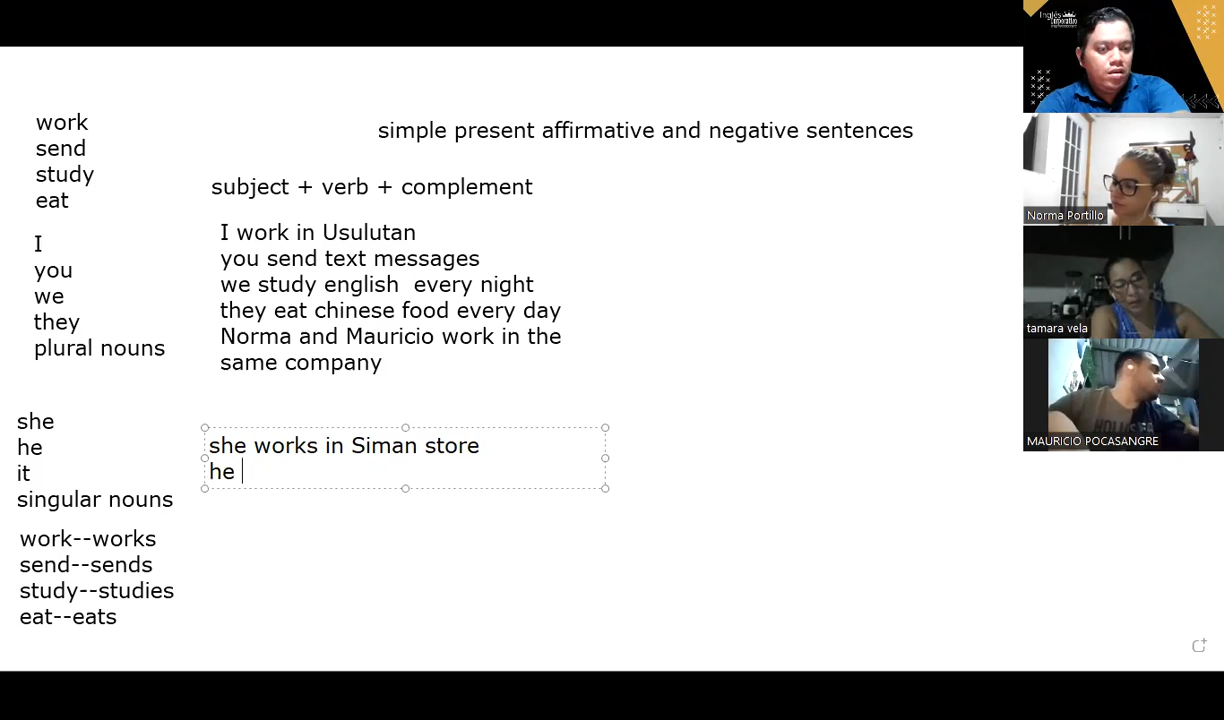 work
send
study
eat
I
you
we
they
plural nouns
she
he
it
singular nouns
work--works
send--sends
study--studies
eat--eats
simple present affirmative and negative sentences
subject + verb + complement
I work in Usulutan
you send text messages
we study english  every night
they eat chinese food every day
Norma and Mauricio work in the
same company
she works in Siman store
he
Inglés
Corporativo
Norma Portillo
tamara vela
MAURICIO POCASANGRE